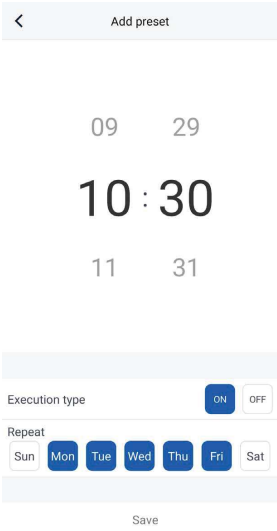 Add preset
09 29
10 : 30
11 31
Execution type ON OFF
Repeat
Sun Mon Tue Wed Thu Fri Sat
Save